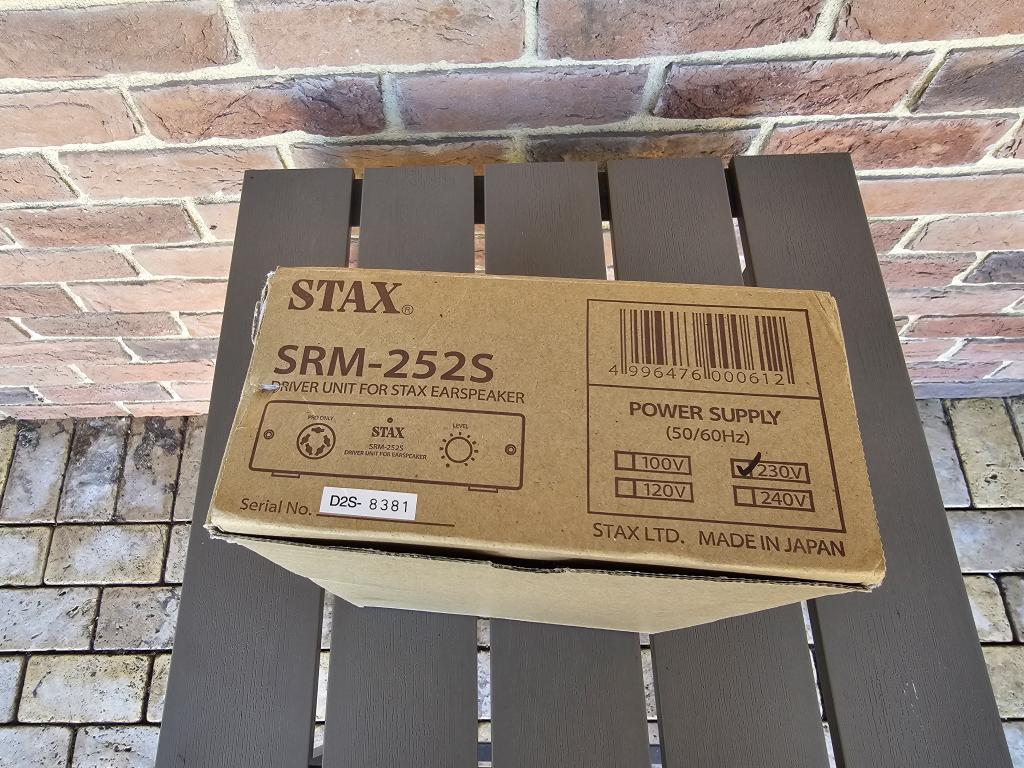 STAX®
SRM-252S
DRIVER UNIT FOR STAX EARSPEAKER
PRO ONLY
STAX
SRM-252S
DRIVER UNIT FOR EARSPEAKER
LEVEL
Serial No. D2S- 8381
4 996476 000612
POWER SUPPLY
(50/60Hz)
100V
230V
120V
240V
STAX LTD. MADE IN JAPAN